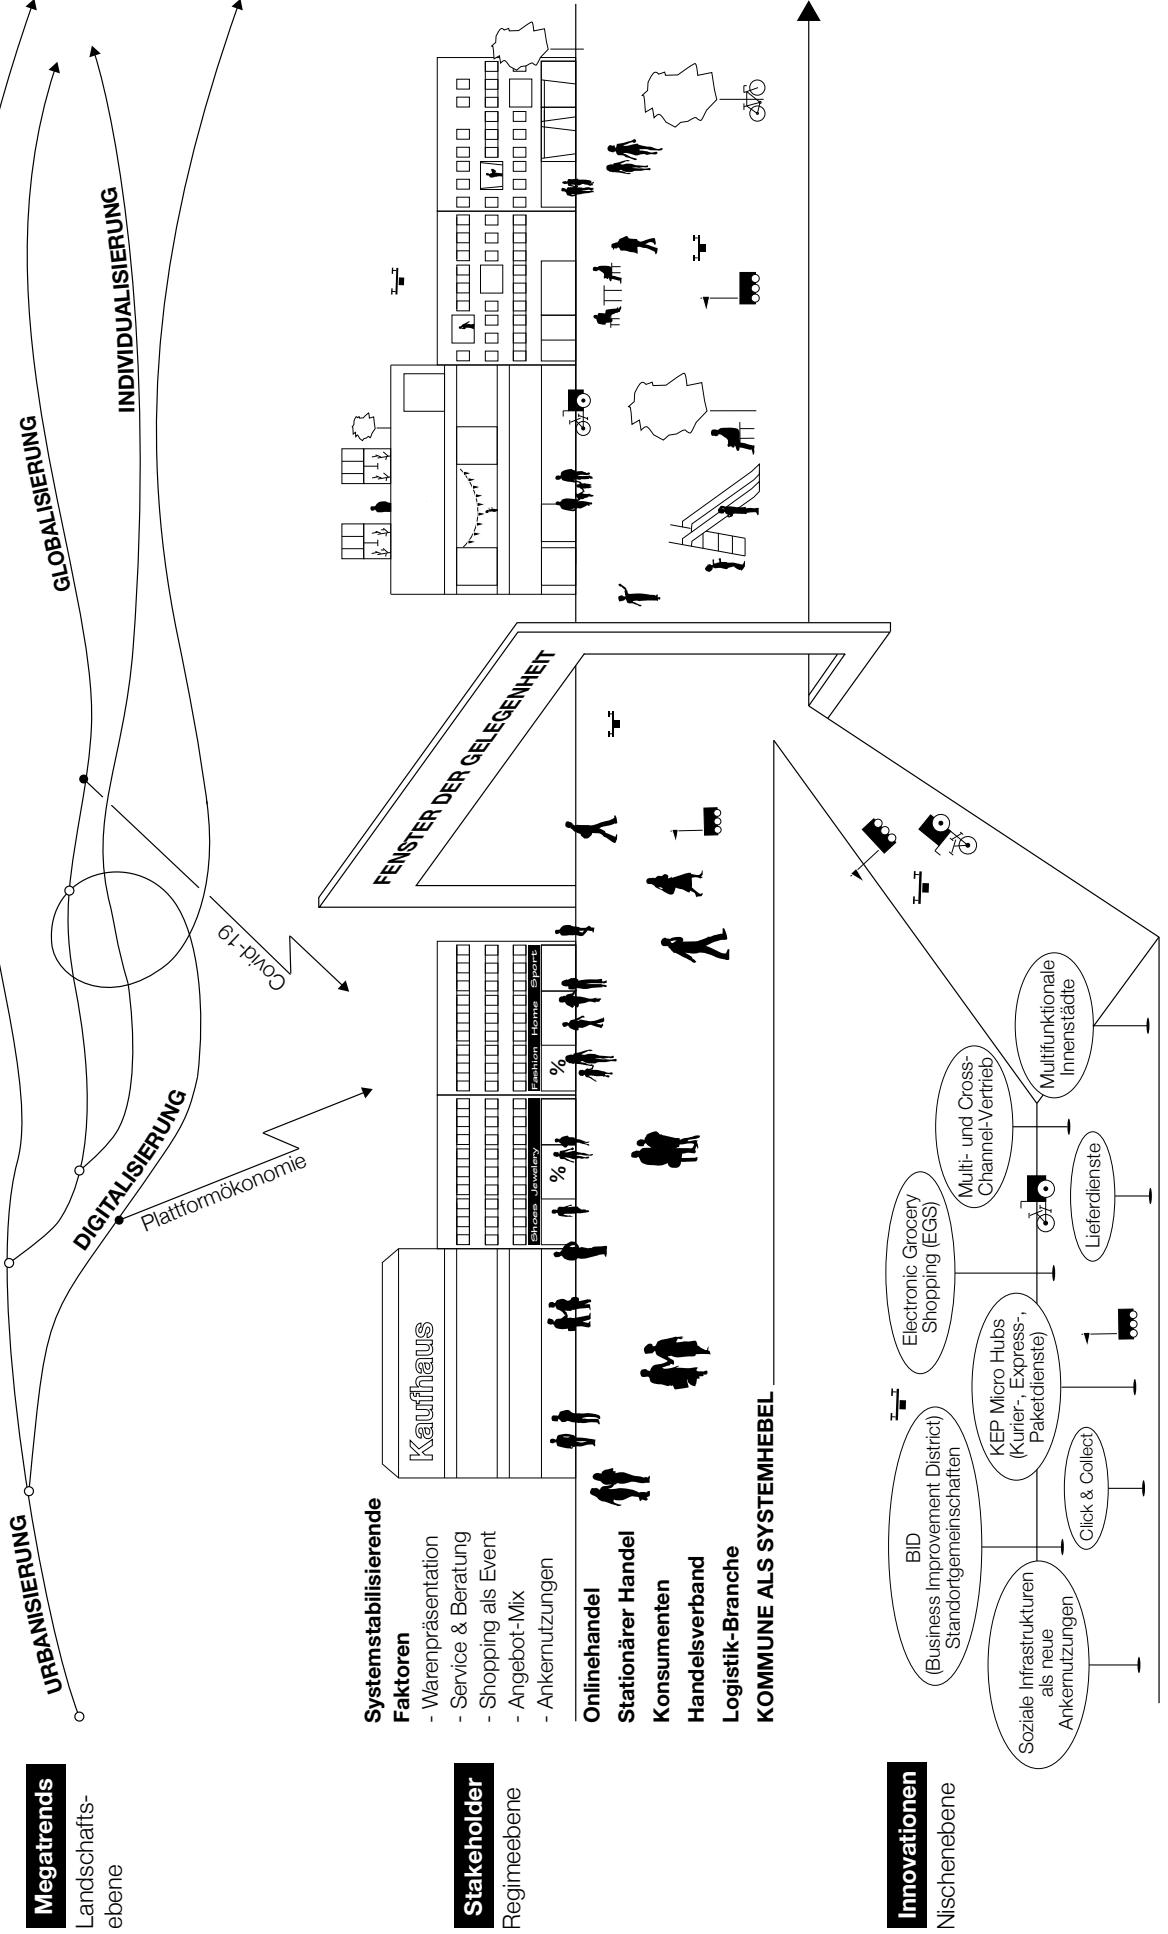 Megatrends
Landschafts-
ebene
URBANISIERUNG
DIGITALISIERUNG
GLOBALISIERUNG
INDIVIDUALISIERUNG
Plattformökonomie
Covid-19
Stakeholder
Regimeebene
Systemstabilisierende
Faktoren
- Warenpräsentation
- Service & Beratung
- Shopping als Event
- Angebot-Mix
- Ankernutzungen
Kaufhaus
Shoes Jewelery
%
Fashion Home Sport
%
FENSTER DER GELEGENHEIT
Onlinehandel
Stationärer Handel
Konsumenten
Handelsverband
Logistik-Branche
KOMMUNE ALS SYSTEMHEBEL
Innovationen
Nischenebene
Soziale Infrastrukturen
als neue
Ankernutzungen
BID
(Business Improvement District)
Standortgemeinschaften
Click & Collect
KEP Micro Hubs
(Kurier-, Express-,
Paketdienste)
Electronic Grocery
Shopping (EGS)
Lieferdienste
Multi- und Cross-
Channel-Vertrieb
Multifunktionale
Innenstädte